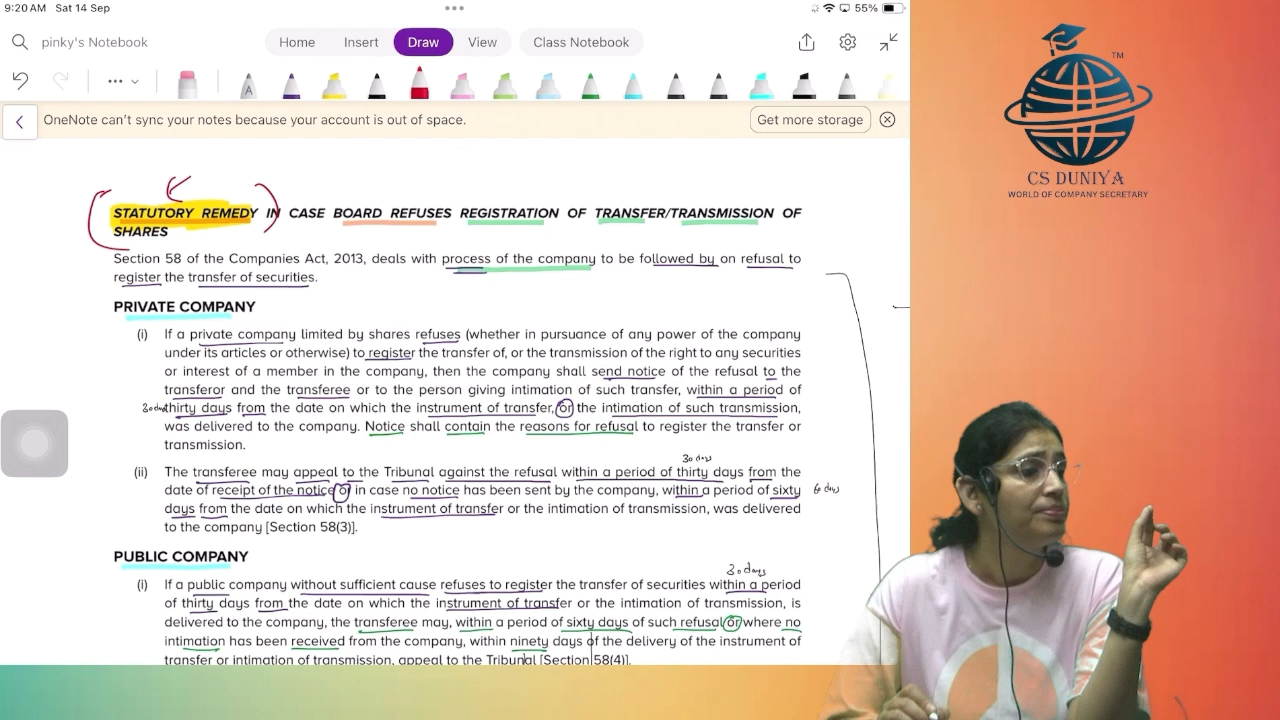 9:20 AM Sat 14 Sep
55%
pinky's Notebook
Home Insert Draw View Class Notebook
A
OneNote can't sync your notes because your account is out of space.
Get more storage
STATUTORY REMEDY IN CASE BOARD REFUSES REGISTRATION OF TRANSFER/TRANSMISSION OF
SHARES
Section 58 of the Companies Act, 2013, deals with process of the company to be followed by on refusal to
register the transfer of securities.
PRIVATE COMPANY
(i) If a private company limited by shares refuses (whether in pursuance of any power of the company
under its articles or otherwise) to register the transfer of, or the transmission of the right to any securities
or interest of a member in the company, then the company shall send notice of the refusal to the
transferor and the transferee or to the person giving intimation of such transfer, within a period of
30 days thirty days from the date on which the instrument of transfer, or the intimation of such transmission,
was delivered to the company. Notice shall contain the reasons for refusal to register the transfer or
transmission.
30 days
(ii) The transferee may appeal to the Tribunal against the refusal within a period of thirty days from the
date of receipt of the notice or in case no notice has been sent by the company, within a period of sixty 60 days
days from the date on which the instrument of transfer or the intimation of transmission, was delivered
to the company [Section 58(3)].
PUBLIC COMPANY
30 days
(i) If a public company without sufficient cause refuses to register the transfer of securities within a period
of thirty days from the date on which the instrument of transfer or the intimation of transmission, is
delivered to the company, the transferee may, within a period of sixty days of such refusal or where no
intimation has been received from the company, within ninety days of the delivery of the instrument of
transfer or intimation of transmission, appeal to the Tribunal [Section 58(4)].
TM
CS DUNIYA
WORLD OF COMPANY SECRETARY